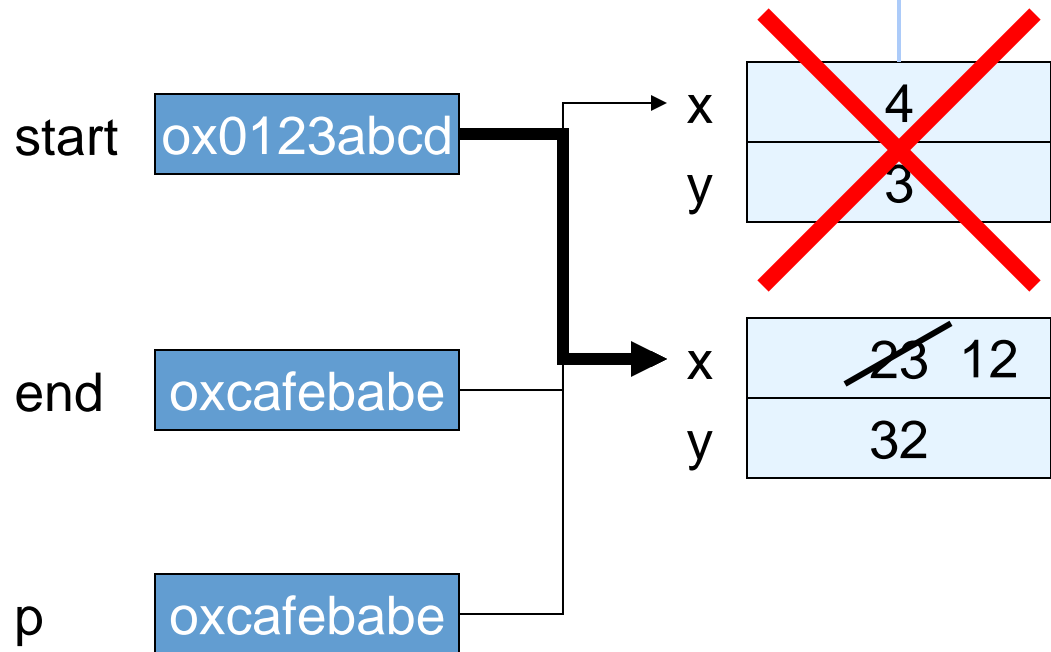 start
ox0123abcd
x
4
y
3
x
23 12
end
oxcafebabe
y
32
p
oxcafebabe